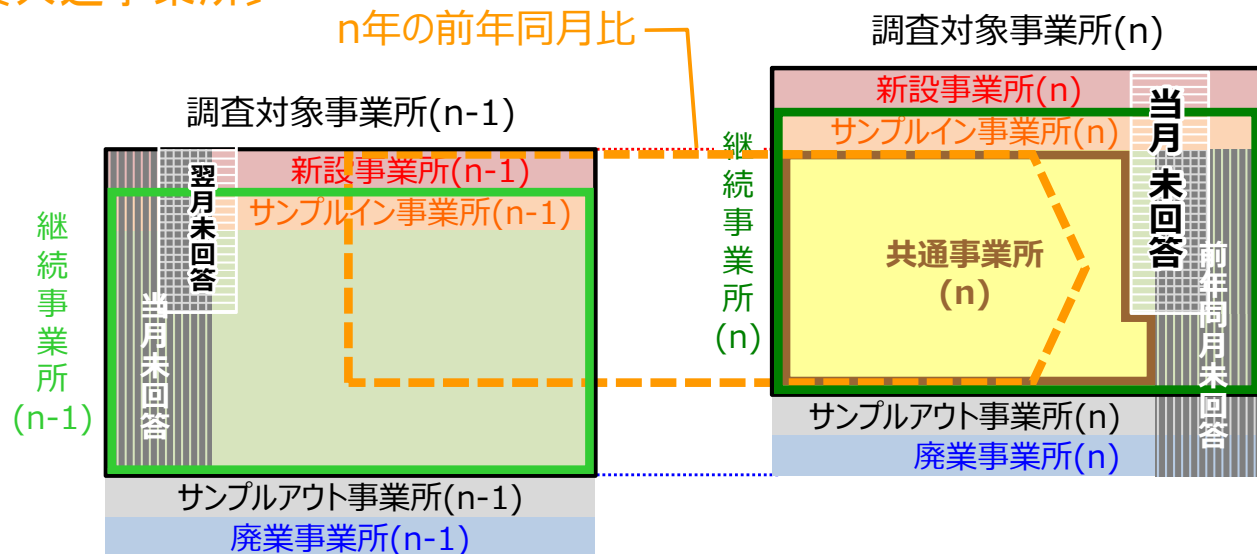 共通事業所
n年の前年同月比
調査対象事業所(n)
調査対象事業所(n-1)
新設事業所(n)
サンプルイン事業所(n)
当月未回答
継続事業所(n)
新設事業所(n-1)
サンプルイン事業所(n-1)
翌月未回答
継続事業所(n-1)
当月未回答
共通事業所
(n)
前年同月未回答
サンプルアウト事業所(n)
廃業事業所(n)
サンプルアウト事業所(n-1)
廃業事業所(n-1)